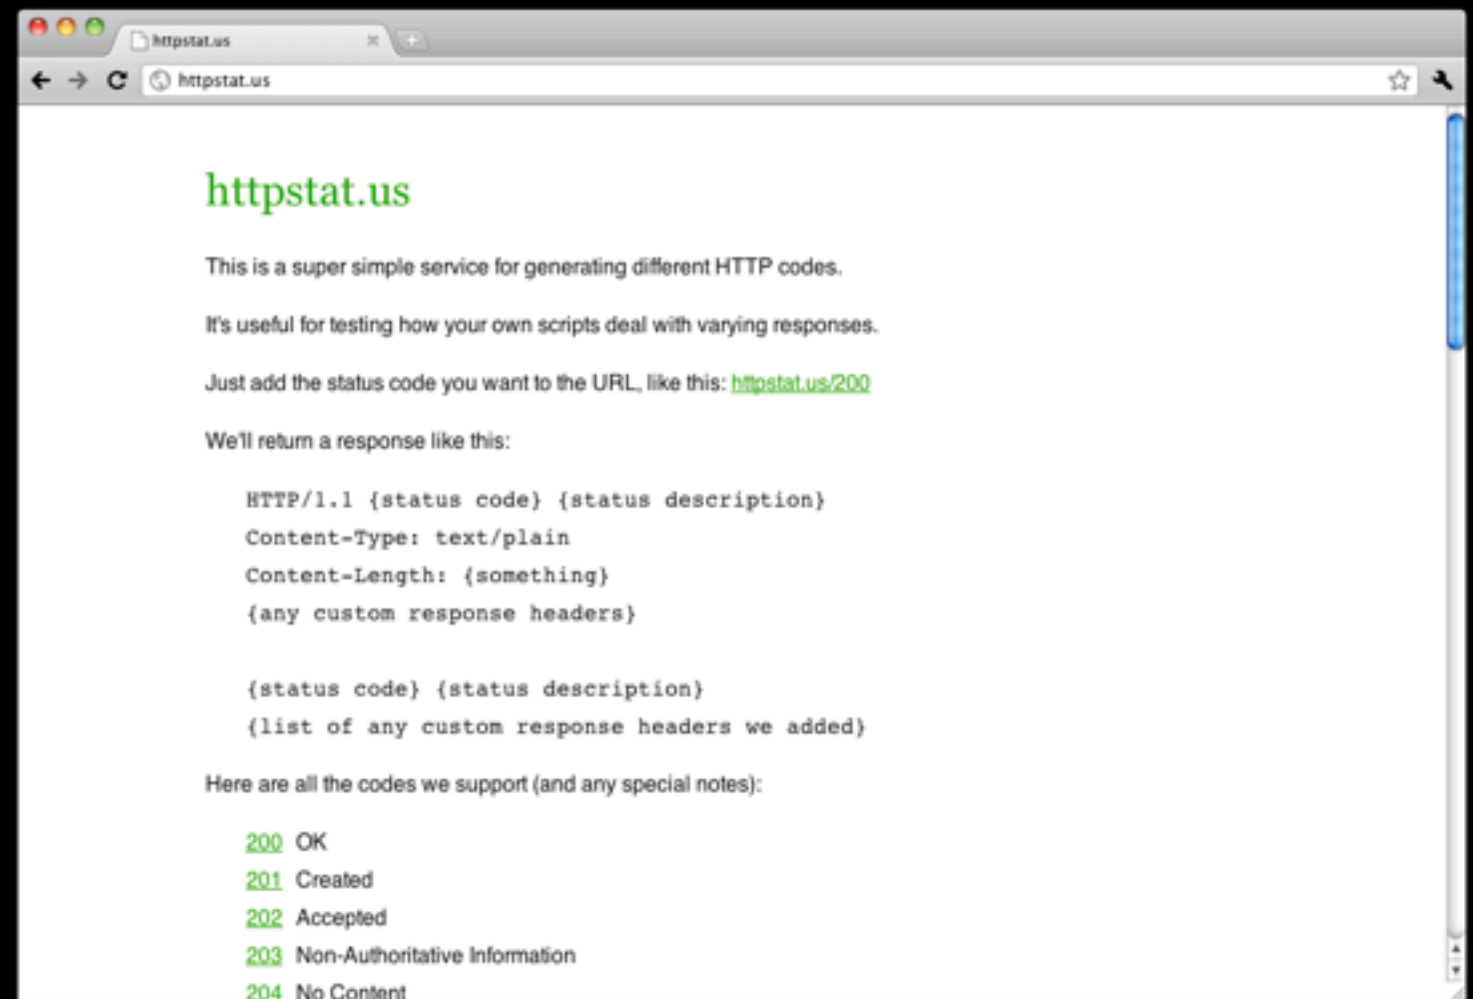 httpstat.us
httpstat.us
httpstat.us
This is a super simple service for generating different HTTP codes.
It's useful for testing how your own scripts deal with varying responses.
Just add the status code you want to the URL, like this: httpstat.us/200
We'll return a response like this:
HTTP/1.1 {status code} {status description}
Content-Type: text/plain
Content-Length: {something}
{any custom response headers}
{status code} {status description}
{list of any custom response headers we added}
Here are all the codes we support (and any special notes):
200 OK
201 Created
202 Accepted
203 Non-Authoritative Information
204 No Content